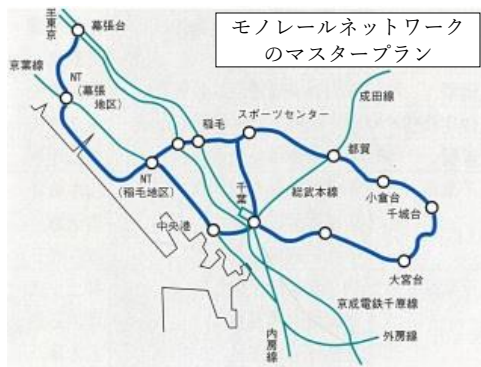 モノレールネットワーク
のマスタープラン
至東京
幕張台
京葉線
NT
(幕張
地区)
稲毛
スポーツセンター
成田線
都賀
NT
(稲毛地区)
千葉
総武本線
小倉台
千城台
中央港
大宮台
京成電鉄千原線
内房線
外房線